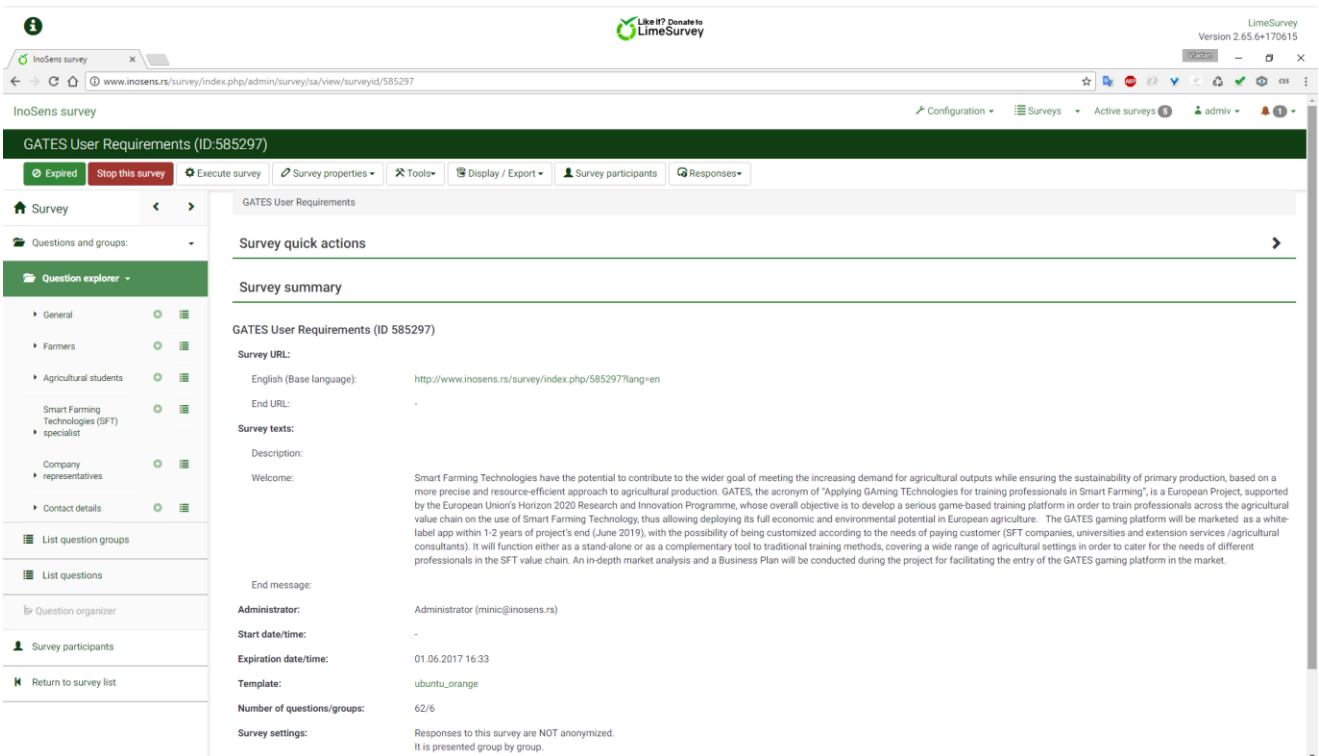 Like it? Donate to
LimeSurvey
LimeSurvey
Version 2.65.6+170615
InoSens survey
Vladan
www.inosens.rs/survey/index.php/admin/survey/sa/view/surveyid/585297
ABP
CSS
InoSens survey
Configuration
Surveys
Active surveys 5
admiv
1
GATES User Requirements (ID:585297)
Expired
Stop this survey
Execute survey
Survey properties
Tools
Display / Export
Survey participants
Responses
Survey
GATES User Requirements
Questions and groups:
Survey quick actions
Question explorer
Survey summary
General
Farmers
Agricultural students
Smart Farming
Technologies (SFT)
specialist
Company
representatives
Contact details
List question groups
List questions
Question organizer
Survey participants
Return to survey list
GATES User Requirements (ID 585297)
Survey URL:
English (Base language): http://www.inosens.rs/survey/index.php/585297?lang=en
End URL: -
Survey texts:
Description:
Welcome: Smart Farming Technologies have the potential to contribute to the wider goal of meeting the increasing demand for agricultural outputs while ensuring the sustainability of primary production, based on a
more precise and resource-efficient approach to agricultural production. GATES, the acronym of "Applying GAming TEchnologies for training professionals in Smart Farming", is a European Project, supported
by the European Union's Horizon 2020 Research and Innovation Programme, whose overall objective is to develop a serious game-based training platform in order to train professionals across the agricultural
value chain on the use of Smart Farming Technology, thus allowing deploying its full economic and environmental potential in European agriculture. The GATES gaming platform will be marketed as a white-
label app within 1-2 years of project's end (June 2019), with the possibility of being customized according to the needs of paying customer (SFT companies, universities and extension services /agricultural
consultants). It will function either as a stand-alone or as a complementary tool to traditional training methods, covering a wide range of agricultural settings in order to cater for the needs of different
professionals in the SFT value chain. An in-depth market analysis and a Business Plan will be conducted during the project for facilitating the entry of the GATES gaming platform in the market.
End message:
Administrator: Administrator (minic@inosens.rs)
Start date/time: -
Expiration date/time: 01.06.2017 16:33
Template: ubuntu_orange
Number of questions/groups: 62/6
Survey settings: Responses to this survey are NOT anonymized.
It is presented group by group.